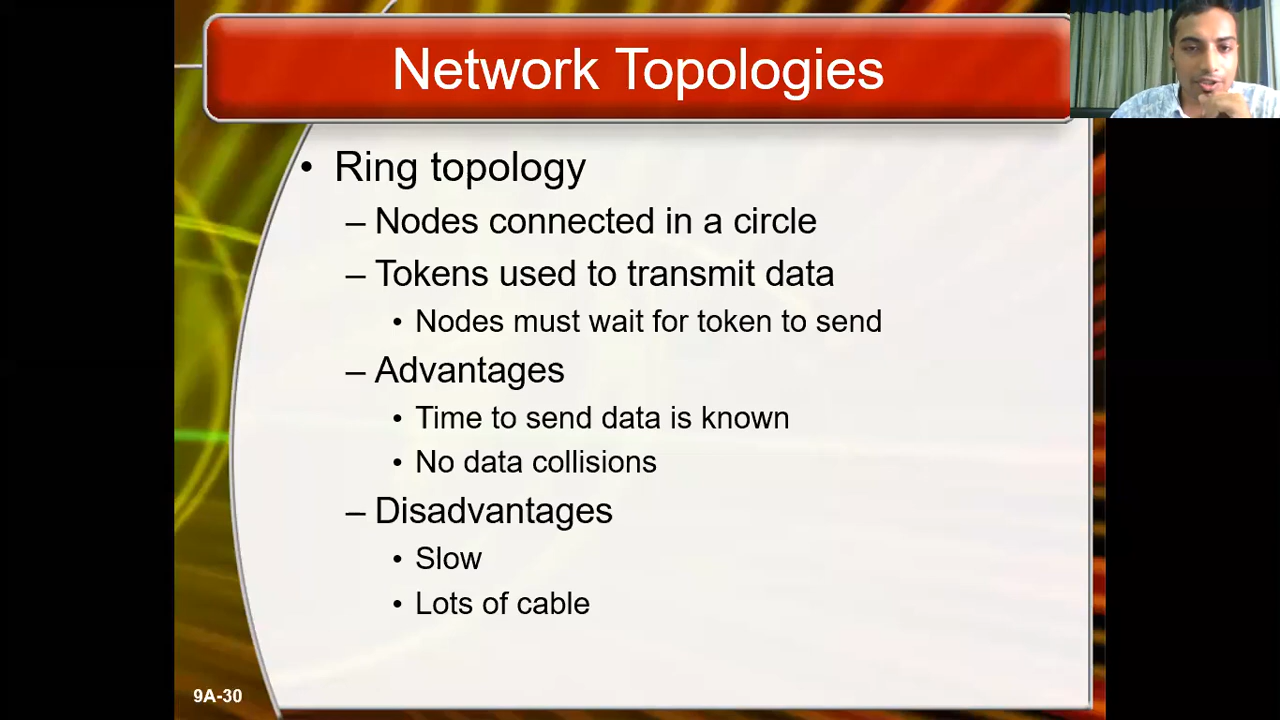 Network Topologies
• Ring topology
– Nodes connected in a circle
– Tokens used to transmit data
• Nodes must wait for token to send
– Advantages
• Time to send data is known
• No data collisions
– Disadvantages
• Slow
• Lots of cable
9A-30